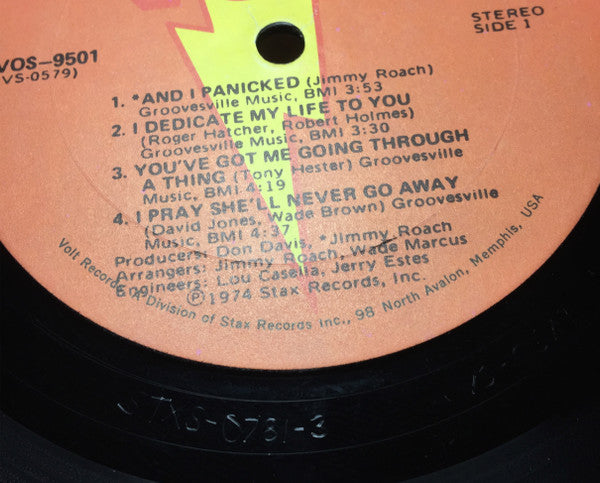 VOS-9501
(VS-0579)
STEREO
SIDE 1
1. *AND I PANICKED (Jimmy Roach)
Groovesville Music, BMI 3:53
2. I DEDICATE MY LIFE TO YOU
(Roger Hatcher, Robert Holmes)
Groovesville Music, BMI 3:30
3. YOU'VE GOT ME GOING THROUGH
A THING (Tony Hester) Groovesville
Music, BMI 4:19
4. I PRAY SHE'LL NEVER GO AWAY
(David Jones, Wade Brown) Groovesville
Music, BMI 4:37
Producers: Don Davis, *Jimmy Roach
Arrangers: Jimmy Roach, Wade Marcus
Engineers: Lou Casella, Jerry Estes
Ⓟ 1974 Stax Records, Inc.
Volt Records, A Division of Stax Records Inc., 98 North Avalon, Memphis, USA